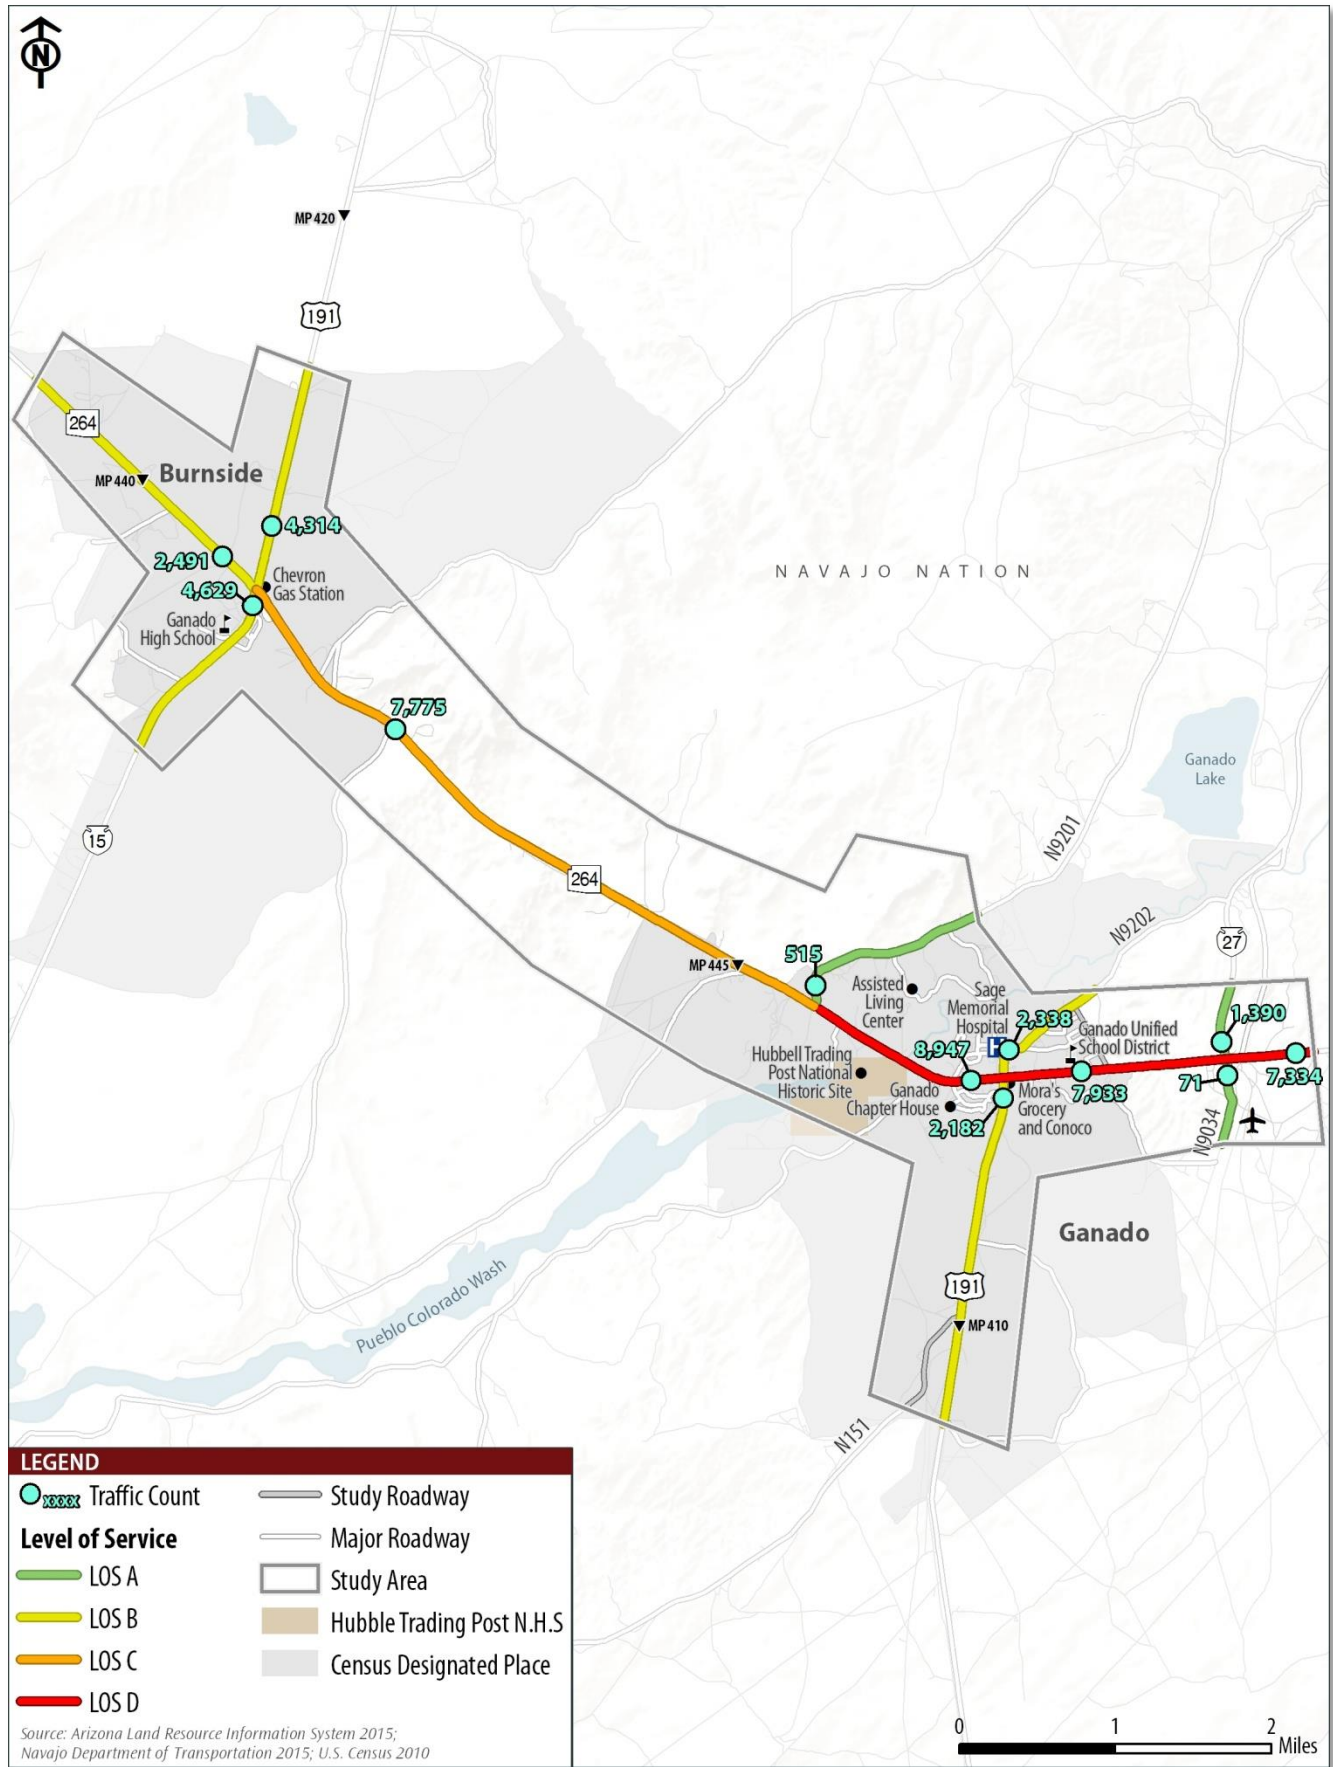 N
MP 420
191
264
MP 440
Burnside
4,314
2,491
Chevron
Gas Station
4,629
Ganado
High School
NAVAJO NATION
7,775
Ganado
Lake
15
N9201
264
N9202
27
515
MP 445
Assisted
Living
Center
Sage
Memorial
Hospital
H
2,338
1,390
Ganado Unified
School District
8,947
Hubbell Trading
Post National
Historic Site
7,933
71
7,334
Ganado
Chapter House
Mora's
Grocery
and Conoco
2,182
N9034
Ganado
191
MP 410
Pueblo Colorado Wash
N151
LEGEND
xxxx Traffic Count
Level of Service
LOS A
LOS B
LOS C
LOS D
Study Roadway
Major Roadway
Study Area
Hubble Trading Post N.H.S
Census Designated Place
Source: Arizona Land Resource Information System 2015;
Navajo Department of Transportation 2015; U.S. Census 2010
0 1 2
Miles